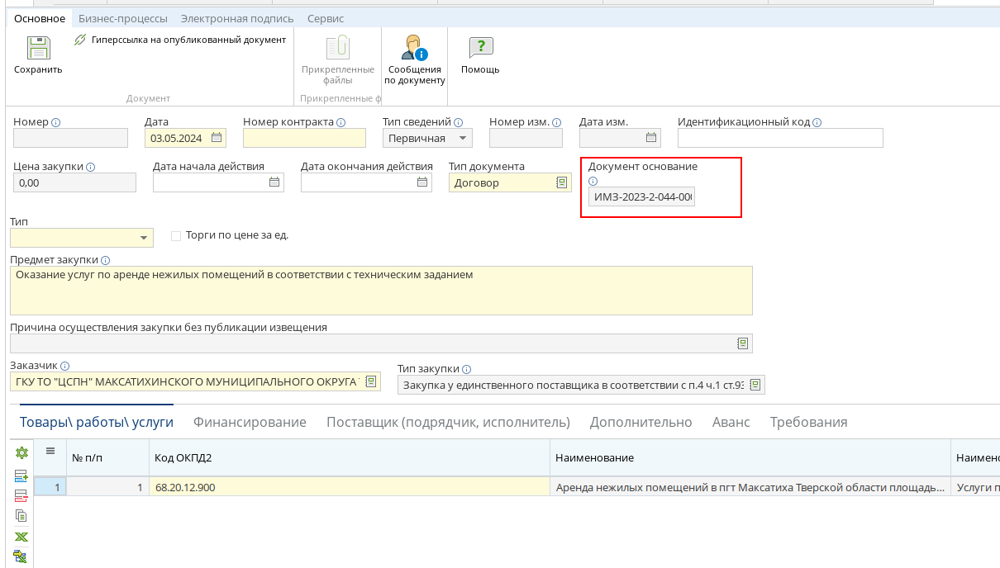 Основное Бизнес-процессы Электронная подпись Сервис
Гиперссылка на опубликованный документ
Сохранить Прикрепленные файлы Сообщения по документу Помощь
Документ Прикрепленные ф
Номер Дата Номер контракта Тип сведений Номер изм. Дата изм. Идентификационный код
03.05.2024 Первичная
Цена закупки Дата начала действия Дата окончания действия Тип документа Документ основание
0,00 Договор
ИМЗ-2023-2-044-00
Тип
Торги по цене за ед.
Предмет закупки
Оказание услуг по аренде нежилых помещений в соответствии с техническим заданием
Причина осуществления закупки без публикации извещения
Заказчик Тип закупки
ГКУ ТО "ЦСПН" МАКСАТИХИНСКОГО МУНИЦИПАЛЬНОГО ОКРУГА Закупка у единственного поставщика в соответствии с п.4 ч.1 ст.93
Товары\ работы\ услуги Финансирование Поставщик (подрядчик, исполнитель) Дополнительно Аванс Требования
№ п/п Код ОКПД2 Наименование Наимено
1 1 68.20.12.900 Аренда нежилых помещений в пгт Максатиха Тверской области площадь... Услуги п